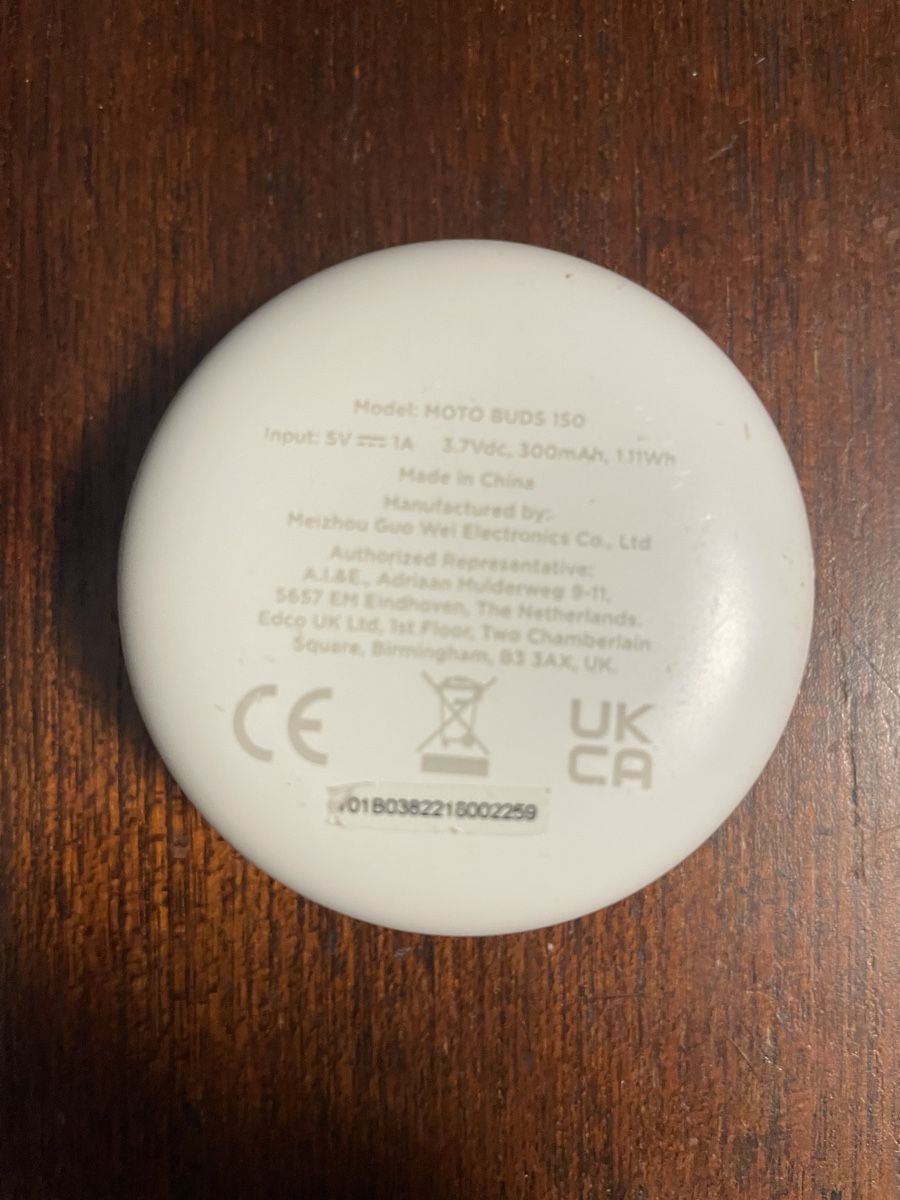 Model: MOTO BUDS 150
Input: 5V ⎓ 1A 3.7Vdc, 300mAh, 1.11Wh
Made in China
Manufactured by:
Meizhou Guo Wei Electronics Co., Ltd
Authorized Representative:
A.I.&E., Adriaan Mulderweg 9-11,
5657 EM Eindhoven, The Netherlands.
Edco UK Ltd, 1st Floor, Two Chamberlain
Square, Birmingham, B3 3AX, UK.
CE UK
CA